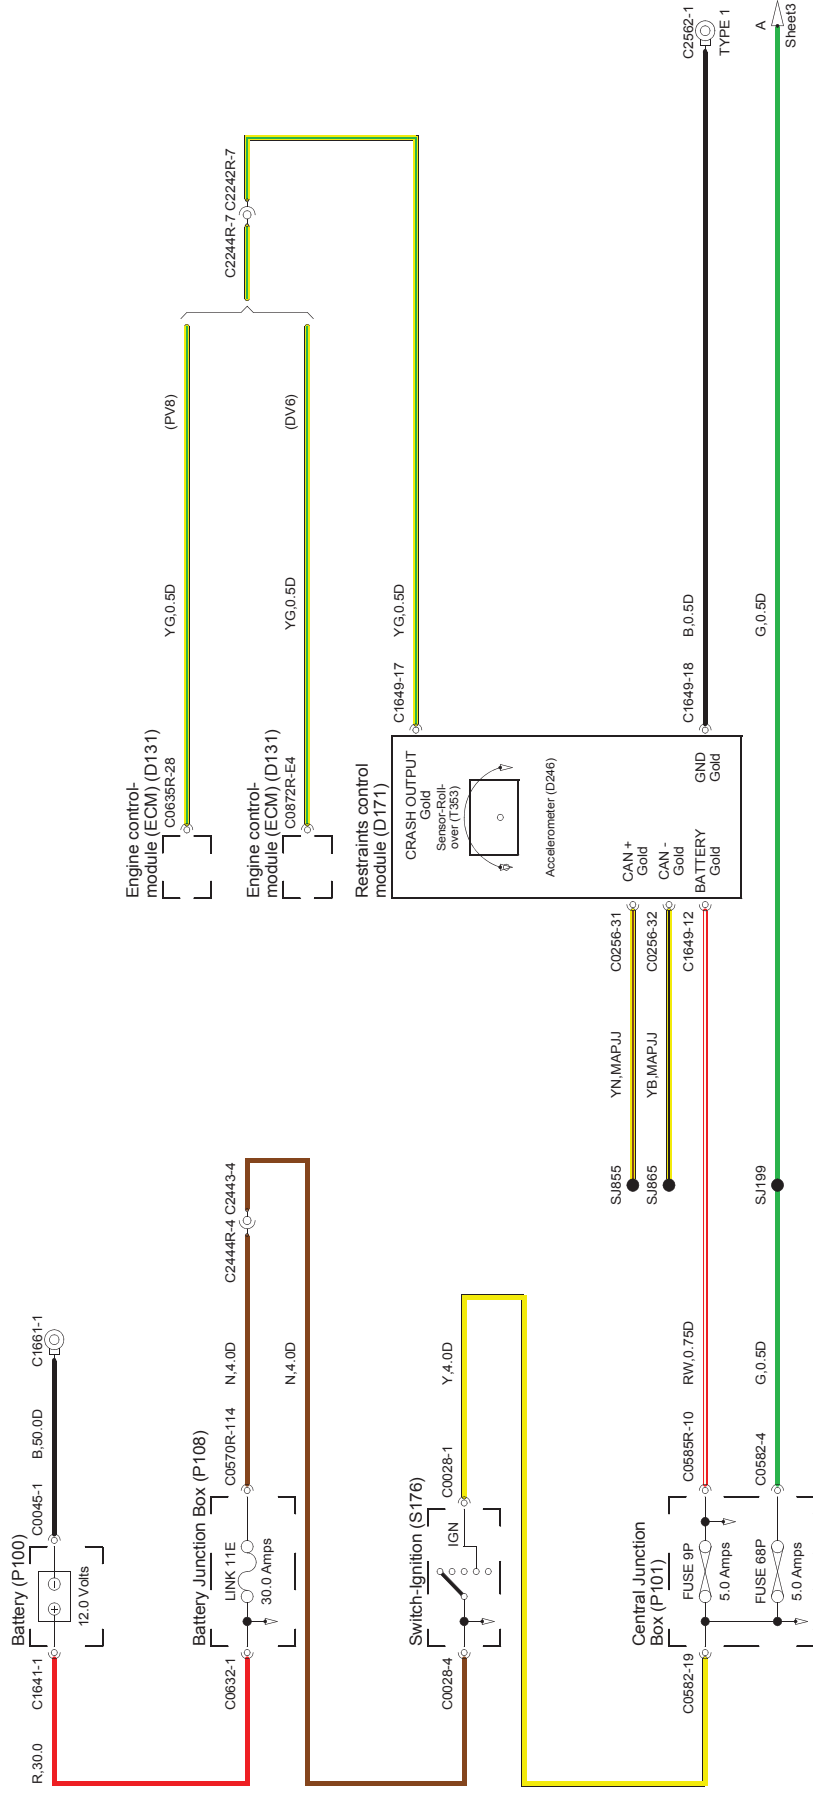 Battery (P100)
12.0 Volts
C1641-1
R,30.0
C0045-1
B,50.0D
C1661-1
Battery Junction Box (P108)
LINK 11E
30.0 Amps
C0632-1
C0570R-114
N,4.0D
C2444R-4
C2443-4
N,4.0D
Switch-Ignition (S176)
IGN
C0028-4
C0028-1
Y,4.0D
Central Junction
Box (P101)
FUSE 9P
5.0 Amps
FUSE 68P
5.0 Amps
C0582-19
C0585R-10
RW,0.75D
C0582-4
G,0.5D
SJ199
G,0.5D
A
Sheet3
SJ855
YN,MAPJJ
C0256-31
SJ865
YB,MAPJJ
C0256-32
C1649-12
Engine control-
module (ECM) (D131)
C0635R-28
YG,0.5D
(PV8)
Engine control-
module (ECM) (D131)
C0872R-E4
YG,0.5D
(DV6)
C2244R-7
C2242R-7
Restraints control
module (D171)
CRASH OUTPUT
Gold
Sensor-Roll-
over (T353)
Accelerometer (D246)
CAN +
Gold
CAN -
Gold
BATTERY
Gold
GND
Gold
C1649-17
YG,0.5D
C1649-18
B,0.5D
C2562-1
TYPE 1